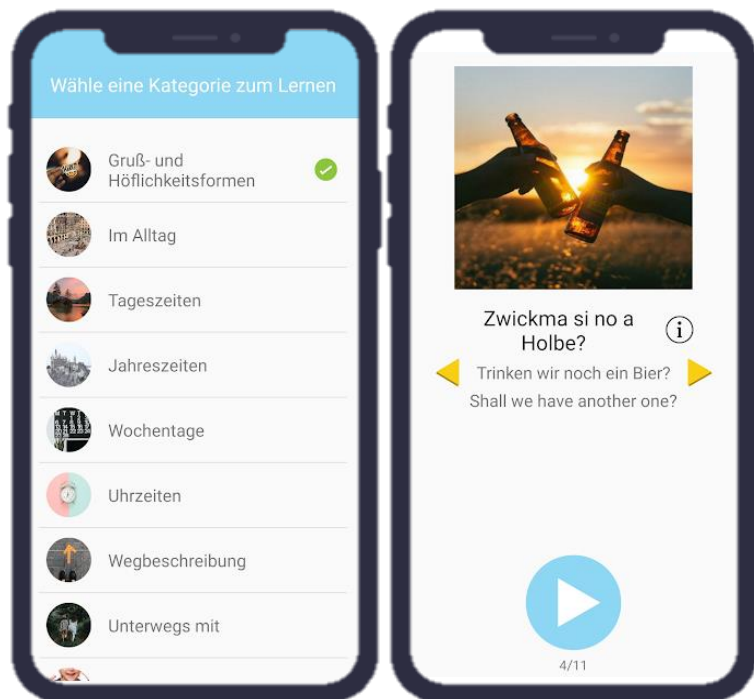 Wähle eine Kategorie zum Lernen
Gruß- und
Höflichkeitsformen
Im Alltag
Tageszeiten
Jahreszeiten
Wochentage
Uhrzeiten
Wegbeschreibung
Unterwegs mit
Zwickma si no a
Holbe?
i
Trinken wir noch ein Bier?
Shall we have another one?
4/11